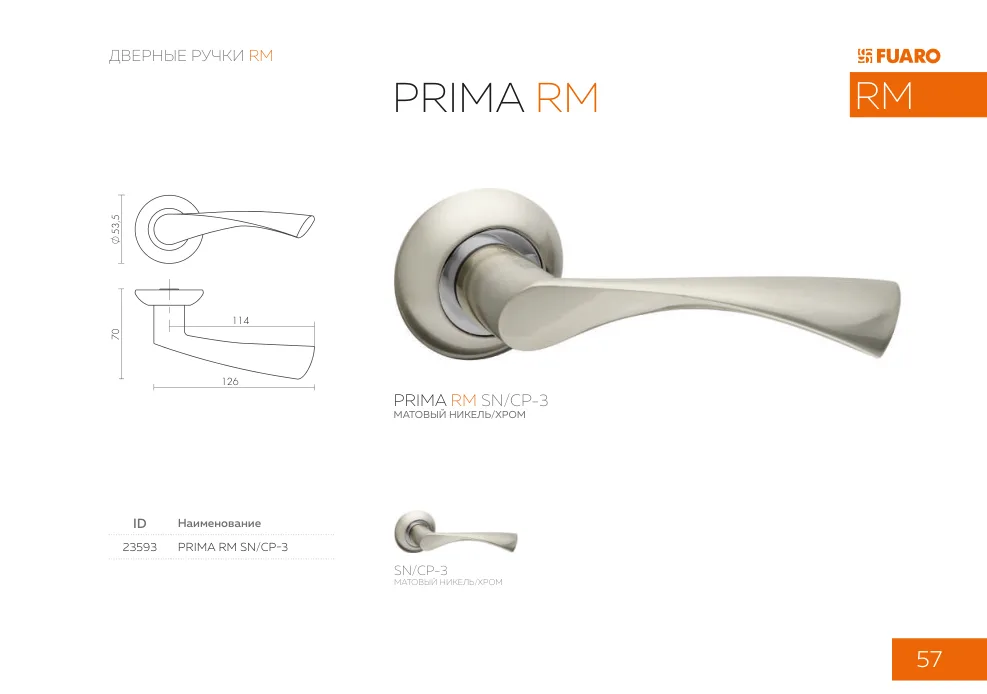 ДВЕРНЫЕ РУЧКИ RM
FUARO
RM
PRIMA RM
Ø 53,5
70
114
126
PRIMA RM SN/CP-3
МАТОВЫЙ НИКЕЛЬ/ХРОМ
ID Наименование
23593 PRIMA RM SN/CP-3
SN/CP-3
МАТОВЫЙ НИКЕЛЬ/ХРОМ
57